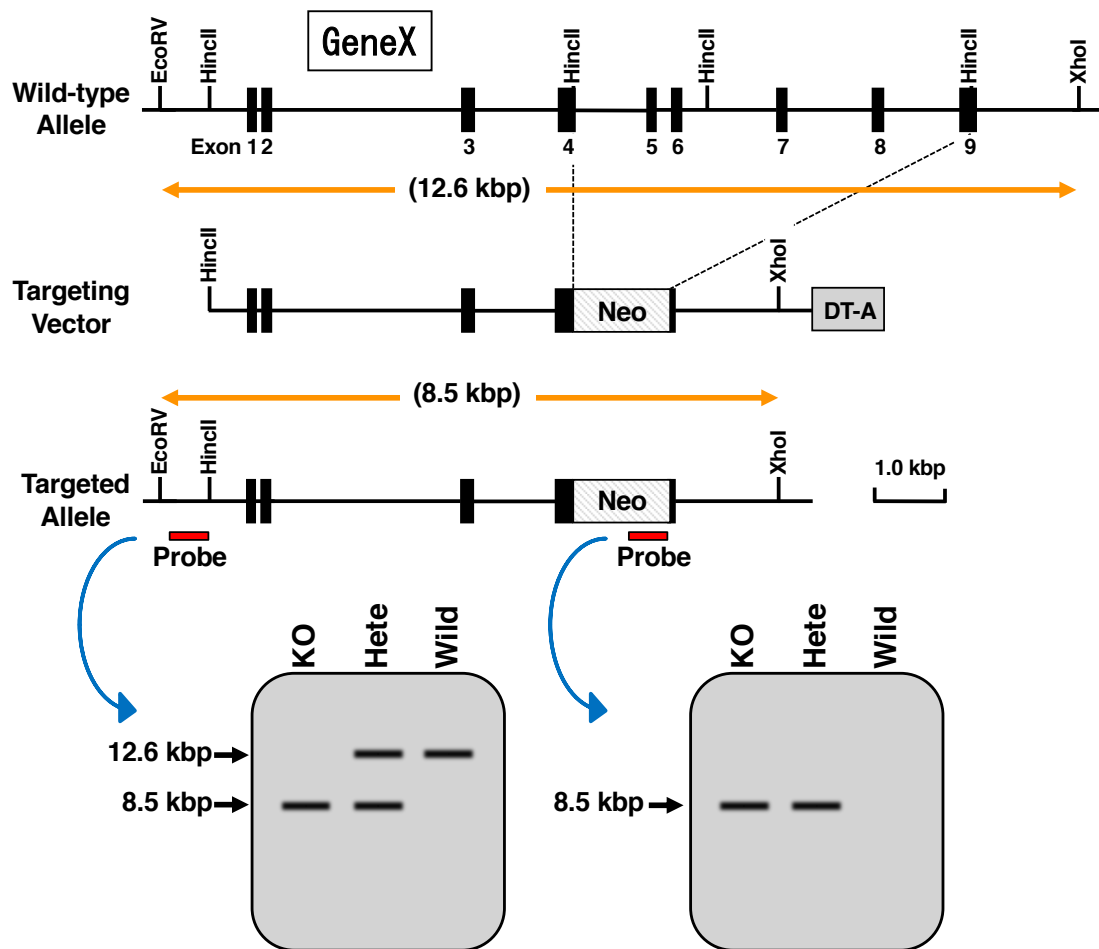 GeneX
EcoRV
HincII
HincII
HincII
HincII
XhoI
Wild-type
Allele
Exon 1 2 3 4 5 6 7 8 9
(12.6 kbp)
HincII
XhoI
Targeting
Vector
Neo
DT-A
(8.5 kbp)
EcoRV
HincII
XhoI
Targeted
Allele
Neo
1.0 kbp
Probe
Probe
KO
Hete
Wild
12.6 kbp
8.5 kbp
KO
Hete
Wild
8.5 kbp